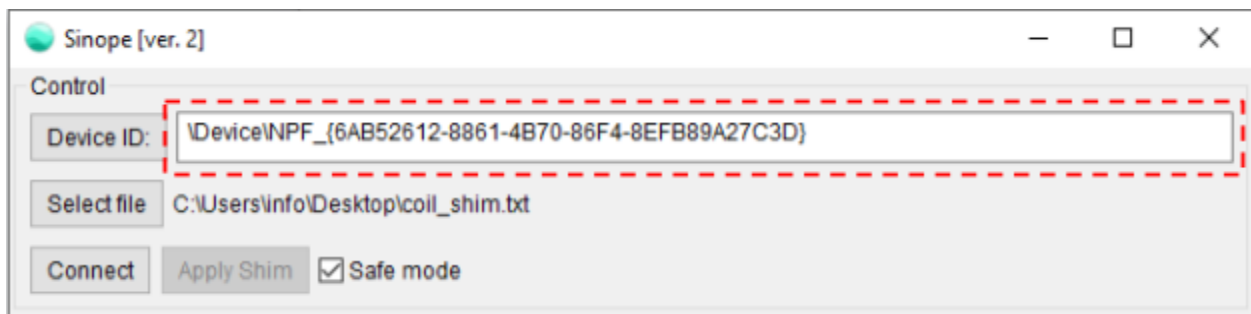 Sinope [ver. 2]
Control
Device ID: \Device\NPF_{6AB52612-8861-4B70-86F4-8EFB89A27C3D}
Select file C:\Users\info\Desktop\coil_shim.txt
Connect Apply Shim Safe mode